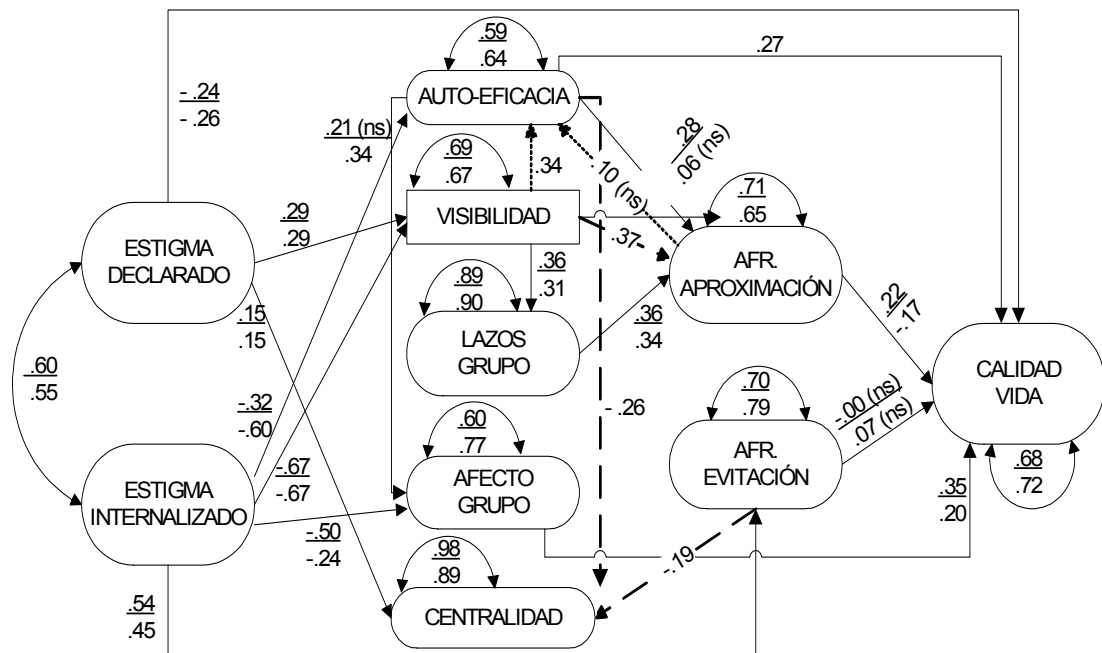 .59
.64
AUTO-EFICACIA
.27
- .24
- .26
.21 (ns)
.34
.28
.06 (ns)
.10 (ns)
.69
.67
.34
VISIBILIDAD
.37
.71
.65
AFR.
APROXIMACIÓN
.29
.29
ESTIGMA
DECLARADO
.36
.31
.89
.90
LAZOS
GRUPO
.36
.34
.22
-.17
.15
.15
.60
.55
CALIDAD
VIDA
.68
.72
- .26
.70
.79
AFR.
EVITACIÓN
-.00 (ns)
.07 (ns)
-.32
-.60
.60
.77
AFECTO
GRUPO
-.67
-.67
ESTIGMA
INTERNALIZADO
-.50
-.24
.35
.20
.98
.89
CENTRALIDAD
-.19
.54
.45